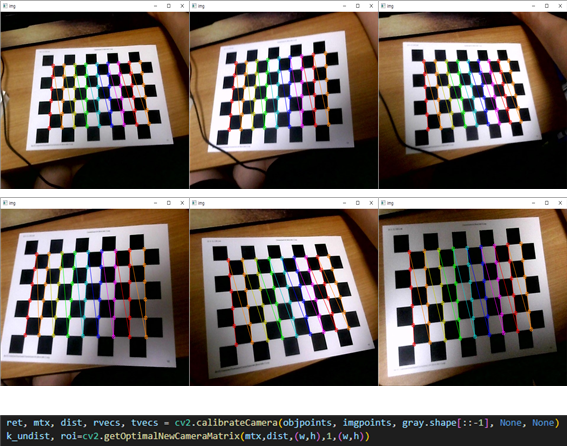 img
img
img
img
img
img
ret, mtx, dist, rvecs, tvecs = cv2.calibrateCamera(objpoints, imgpoints, gray.shape[::-1], None, None)
k_undist, roi=cv2.getOptimalNewCameraMatrix(mtx,dist,(w,h),1,(w,h))